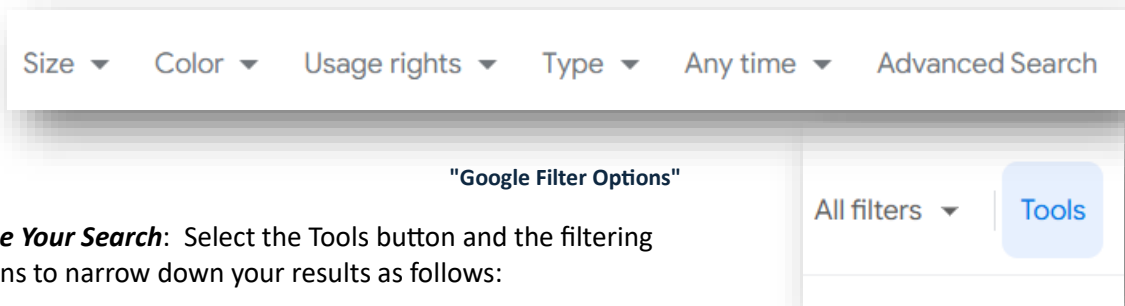 Size Color Usage rights Type Any time Advanced Search
"Google Filter Options"
All filters Tools
e Your Search: Select the Tools button and the filtering
ns to narrow down your results as follows: